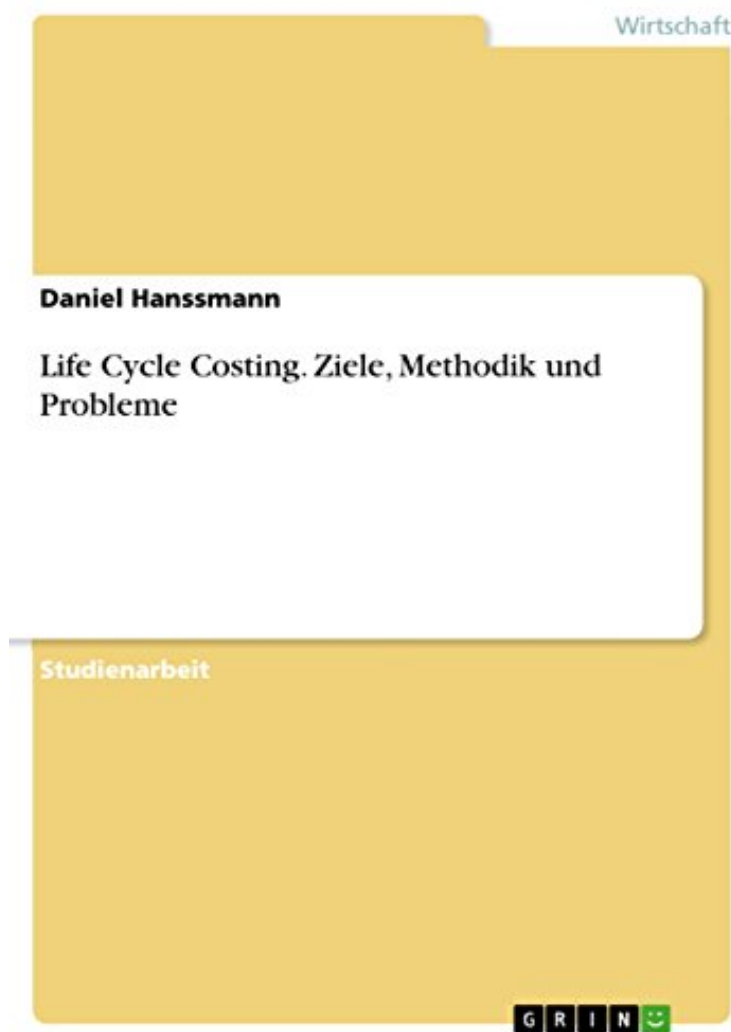 Wirtschaft
Daniel Hanssmann
Life Cycle Costing. Ziele, Methodik und
Probleme
Studienarbeit
GRIN